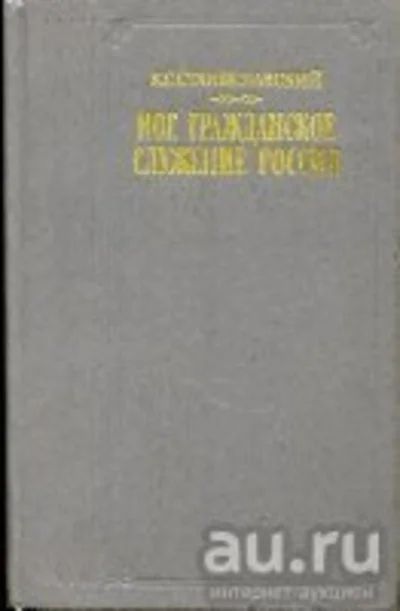 К. С. СТАНИСЛАВСКИЙ
МОЕ ГРАЖДАНСКОЕ
СЛУЖЕНИЕ РОССИИ
au.ru
интернет-аукцион